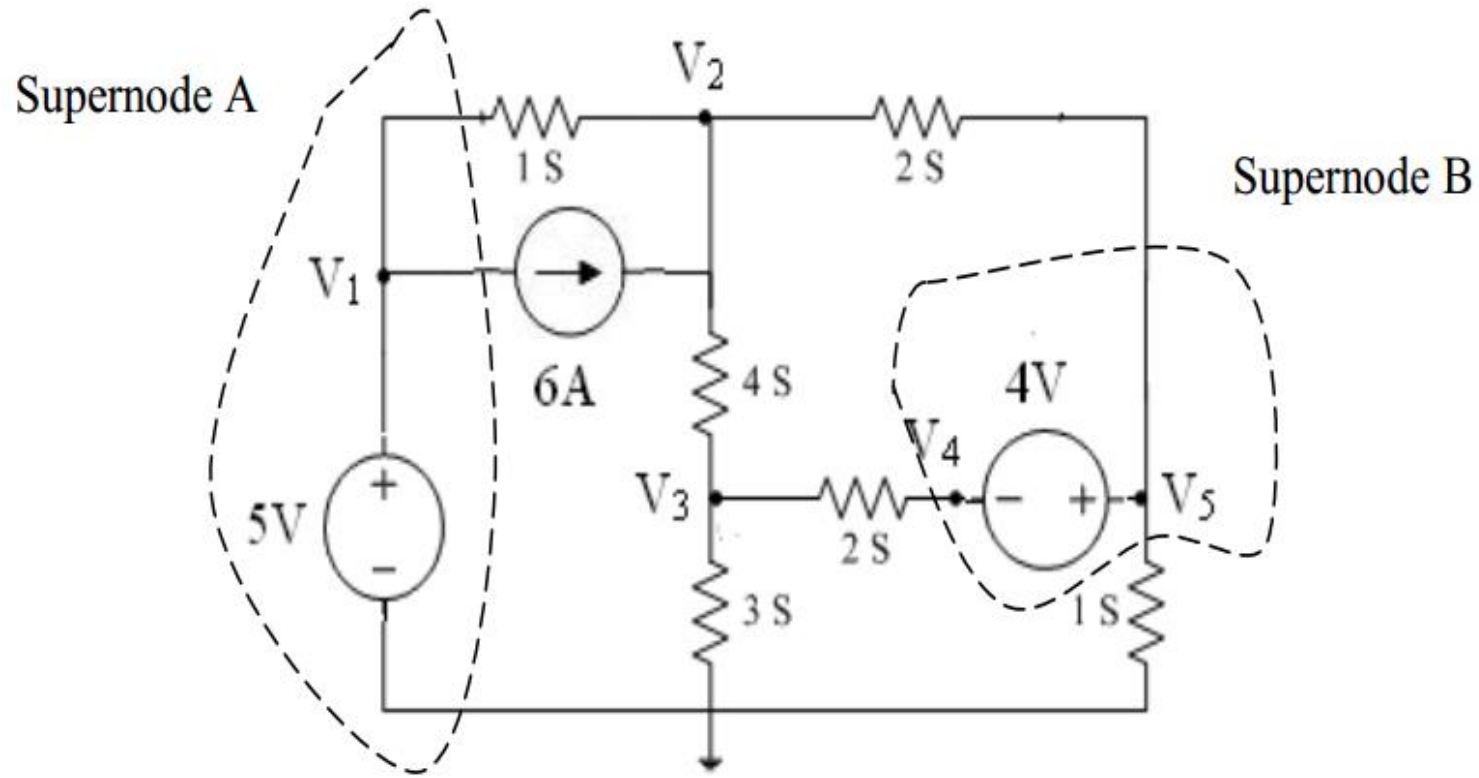 Supernode A
V2
1 S
2 S
Supernode B
V1
6A
4 S
4V
V4
V3
V5
5V
+
−
− +
2 S
3 S
1 S